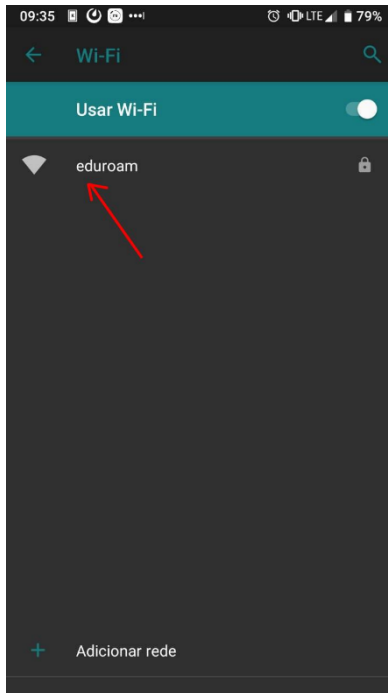 09:35 LTE 79%
Wi-Fi
Usar Wi-Fi
eduroam
Adicionar rede